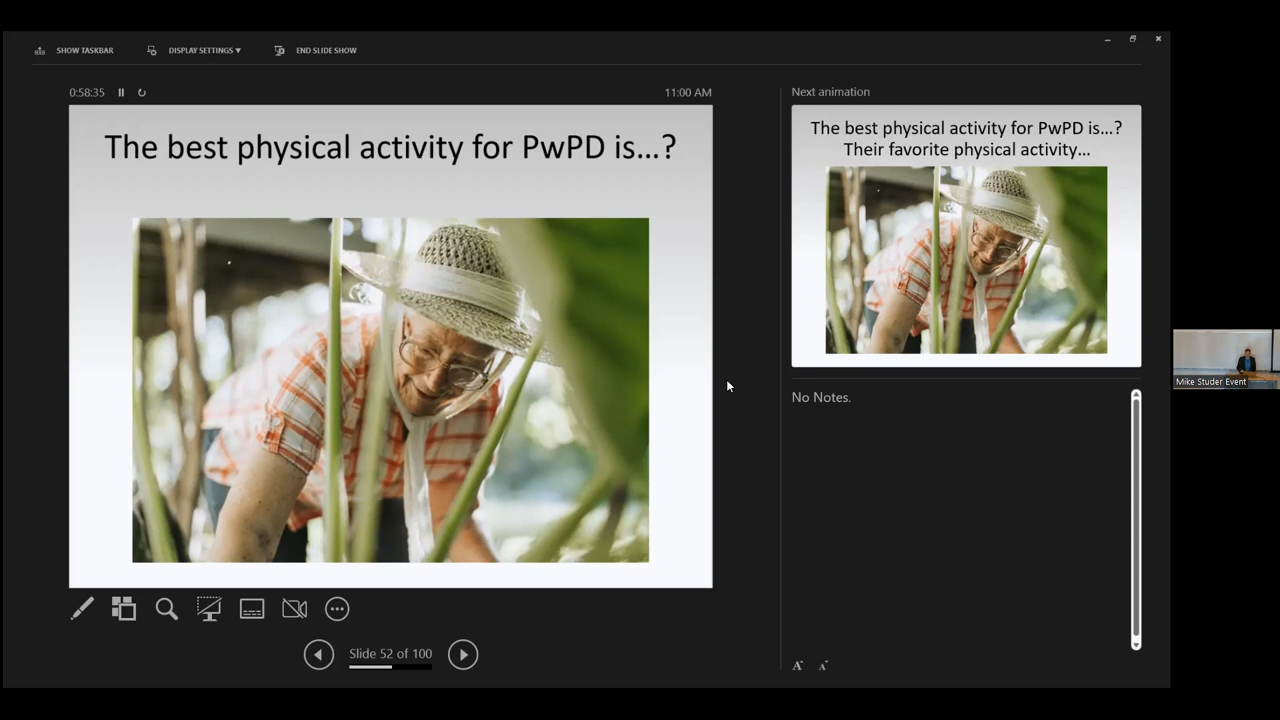 SHOW TASKBAR
DISPLAY SETTINGS ▾
END SLIDE SHOW
0:58:35
11:00 AM
The best physical activity for PwPD is...?
Slide 52 of 100
Next animation
The best physical activity for PwPD is...?
Their favorite physical activity...
No Notes.
A
A
Mike Studer Event